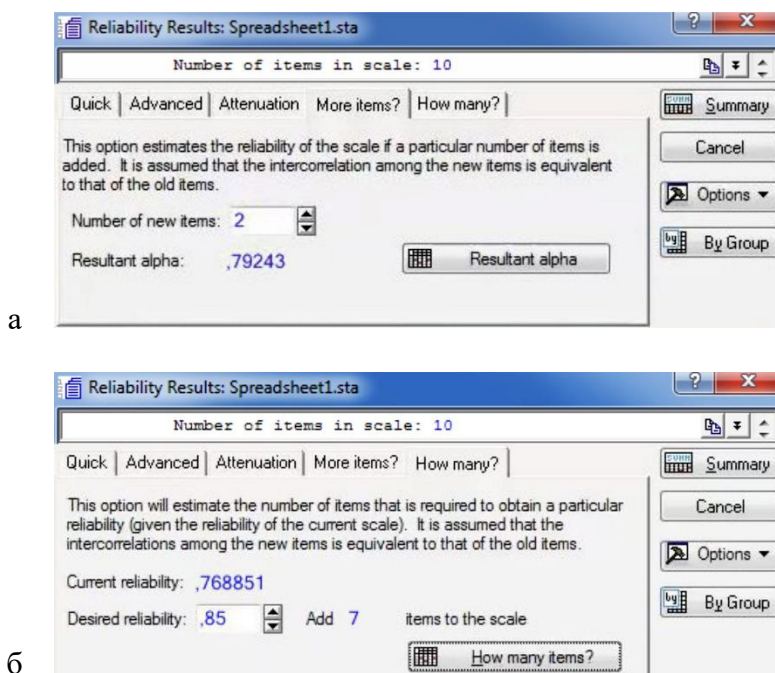 Reliability Results: Spreadsheet1.sta
Number of items in scale: 10
Quick Advanced Attenuation More items? How many?
Summary
Cancel
Options
By Group
This option estimates the reliability of the scale if a particular number of items is
added. It is assumed that the intercorrelation among the new items is equivalent
to that of the old items.
Number of new items: 2
Resultant alpha: ,79243 Resultant alpha
а
Reliability Results: Spreadsheet1.sta
Number of items in scale: 10
Quick Advanced Attenuation More items? How many?
Summary
Cancel
Options
By Group
This option will estimate the number of items that is required to obtain a particular
reliability (given the reliability of the current scale). It is assumed that the
intercorrelations among the new items is equivalent to that of the old items.
Current reliability: ,768851
Desired reliability: ,85 Add 7 items to the scale
How many items?
б